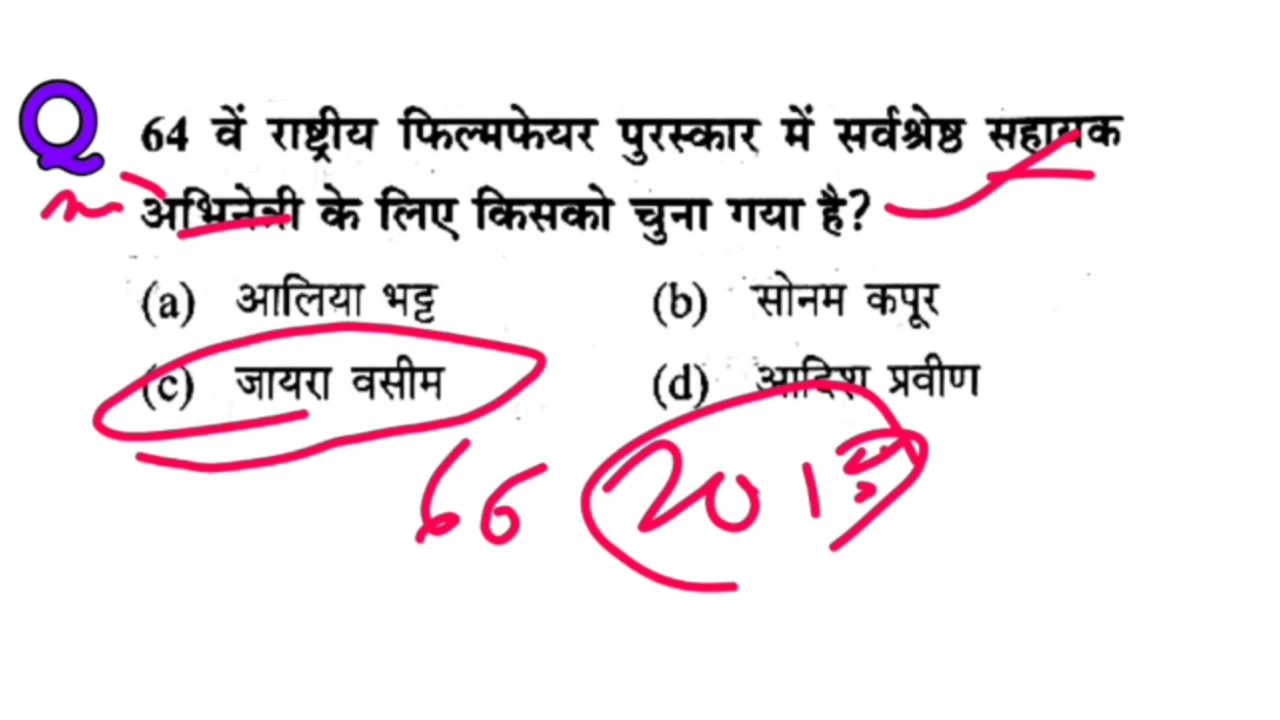 Q 64 वें राष्ट्रीय फिल्मफेयर पुरस्कार में सर्वश्रेष्ठ सहायक
अभिनेत्री के लिए किसको चुना गया है?
(a) आलिया भट्ट (b) सोनम कपूर
(c) जायरा वसीम (d) आदिश प्रवीण
66 201